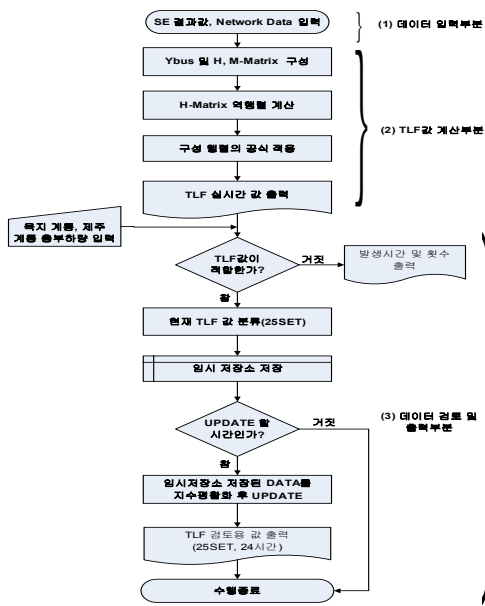 SE 결과값, Network Data 입력
(1) 데이터 입력부분
Ybus 및 H, M-Matrix 구성
H-Matrix 역행렬 계산
(2) TLF값 계산부분
구성 행렬의 공식 적용
TLF 실시간 값 출력
육지 계통, 제주
계통 총부하량 입력
TLF값이
적합한가?
거짓
발생시간 및 횟수
출력
참
현재 TLF 값 분류(25SET)
임시 저장소 저장
UPDATE 할
시간인가?
거짓
(3) 데이터 검토 및
출력부분
참
임시저장소 저장된 DATA를
지수평활화 후 UPDATE
TLF 검토용 값 출력
(25SET, 24시간)
수행종료